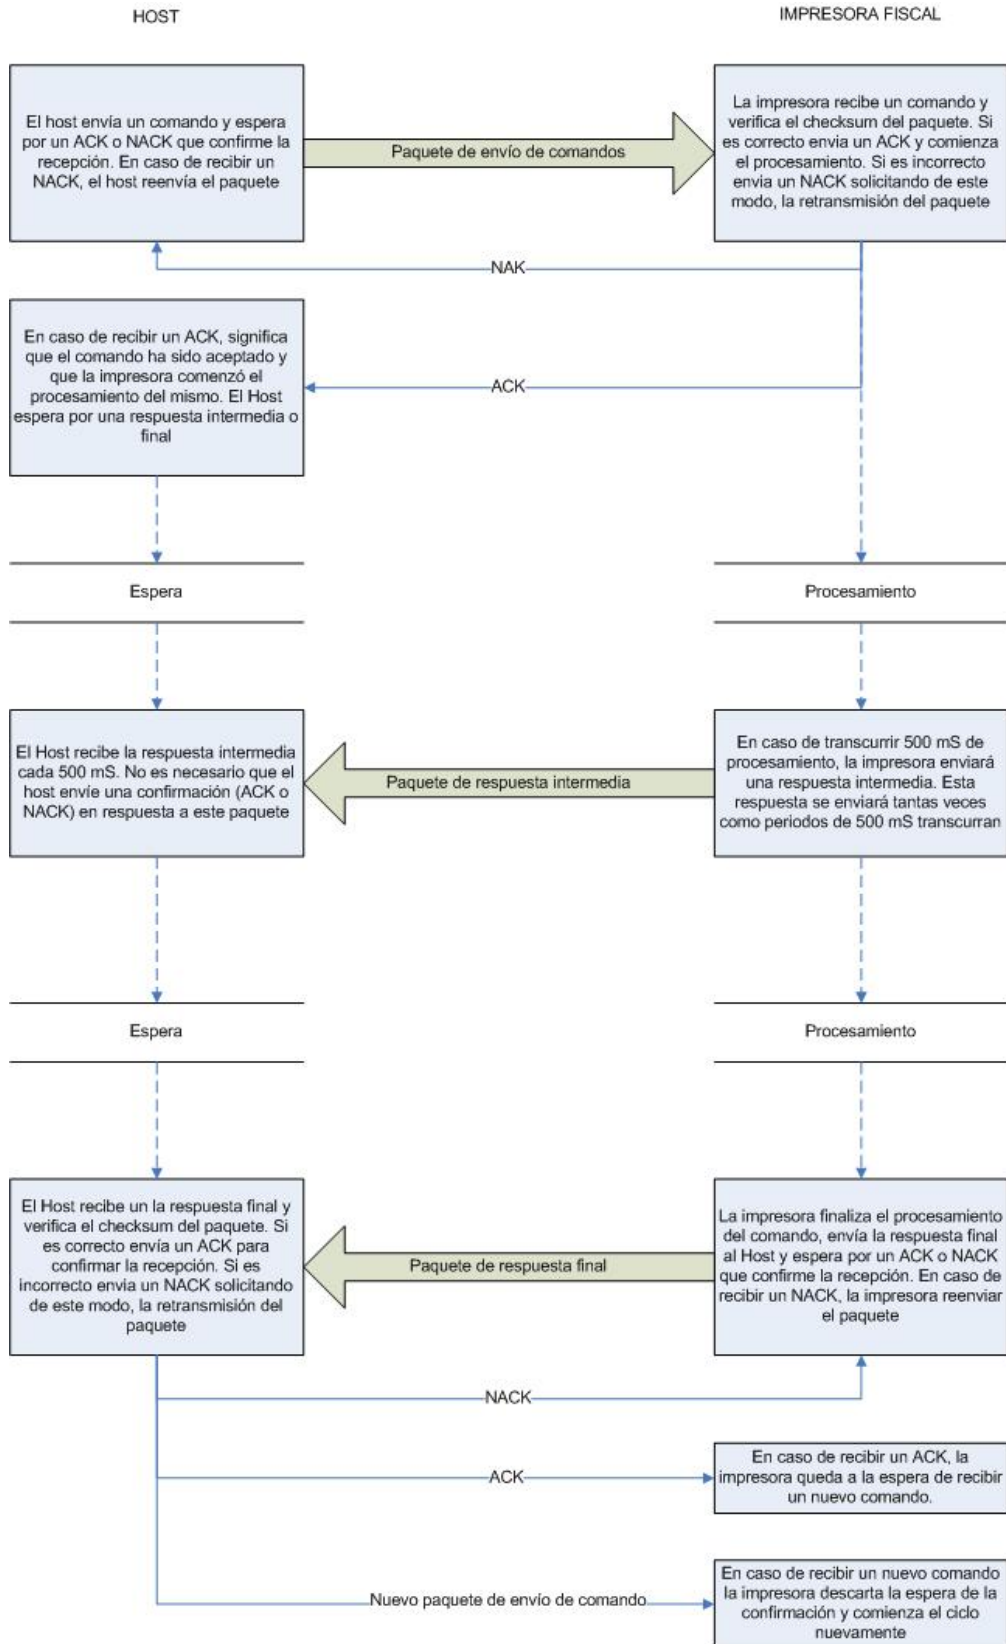 HOST
IMPRESORA FISCAL
El host envía un comando y espera
por un ACK o NACK que confirme la
recepción. En caso de recibir un
NACK, el host reenvía el paquete
Paquete de envío de comandos
La impresora recibe un comando y
verifica el checksum del paquete. Si
es correcto envia un ACK y comienza
el procesamiento. Si es incorrecto
envia un NACK solicitando de este
modo, la retransmisión del paquete
NAK
En caso de recibir un ACK, significa
que el comando ha sido aceptado y
que la impresora comenzó el
procesamiento del mismo. El Host
espera por una respuesta intermedia o
final
ACK
Espera
Procesamiento
El Host recibe la respuesta intermedia
cada 500 mS. No es necesario que el
host envíe una confirmación (ACK o
NACK) en respuesta a este paquete
Paquete de respuesta intermedia
En caso de transcurrir 500 mS de
procesamiento, la impresora enviará
una respuesta intermedia. Esta
respuesta se enviará tantas veces
como periodos de 500 mS transcurran
Espera
Procesamiento
El Host recibe un la respuesta final y
verifica el checksum del paquete. Si
es correcto envía un ACK para
confirmar la recepción. Si es
incorrecto envia un NACK solicitando
de este modo, la retransmisión del
paquete
Paquete de respuesta final
La impresora finaliza el procesamiento
del comando, envía la respuesta final
al Host y espera por un ACK o NACK
que confirme la recepción. En caso de
recibir un NACK, la impresora reenviar
el paquete
NACK
ACK
En caso de recibir un ACK, la
impresora queda a la espera de recibir
un nuevo comando.
Nuevo paquete de envío de comando
En caso de recibir un nuevo comando
la impresora descarta la espera de la
confirmación y comienza el ciclo
nuevamente